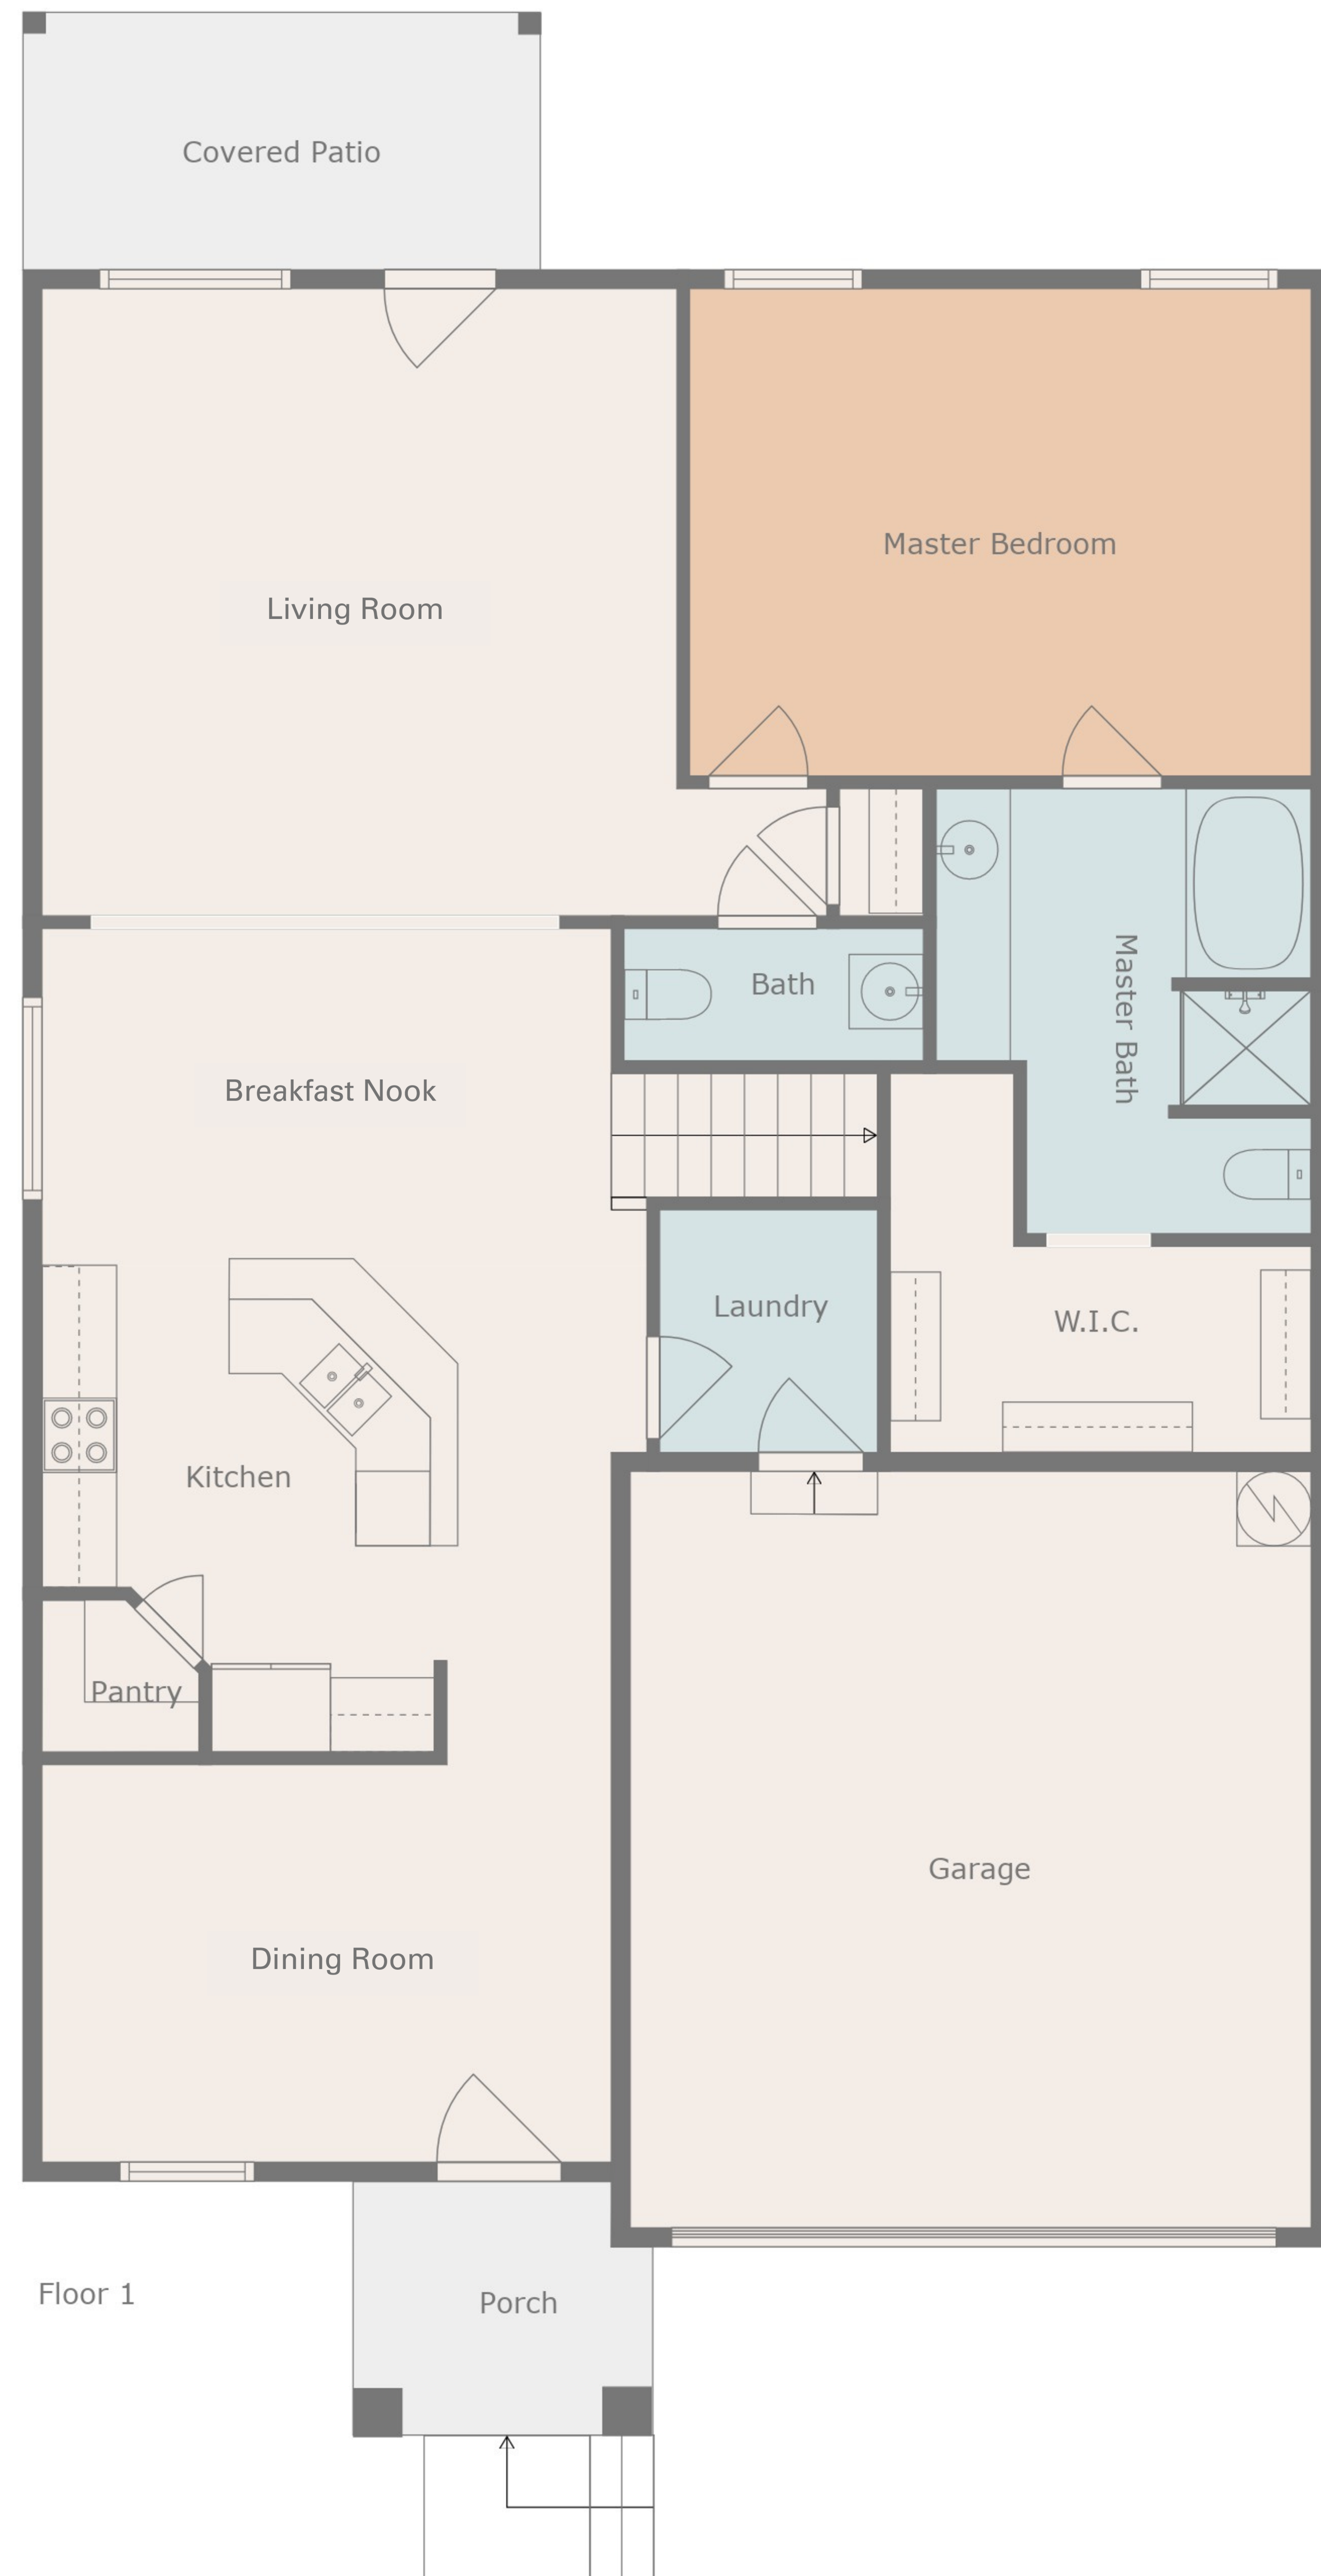 Covered Patio
Master Bedroom
Living Room
Bath
Master Bath
Breakfast Nook
Laundry
W.I.C.
Kitchen
Pantry
Garage
Dining Room
Floor 1
Porch